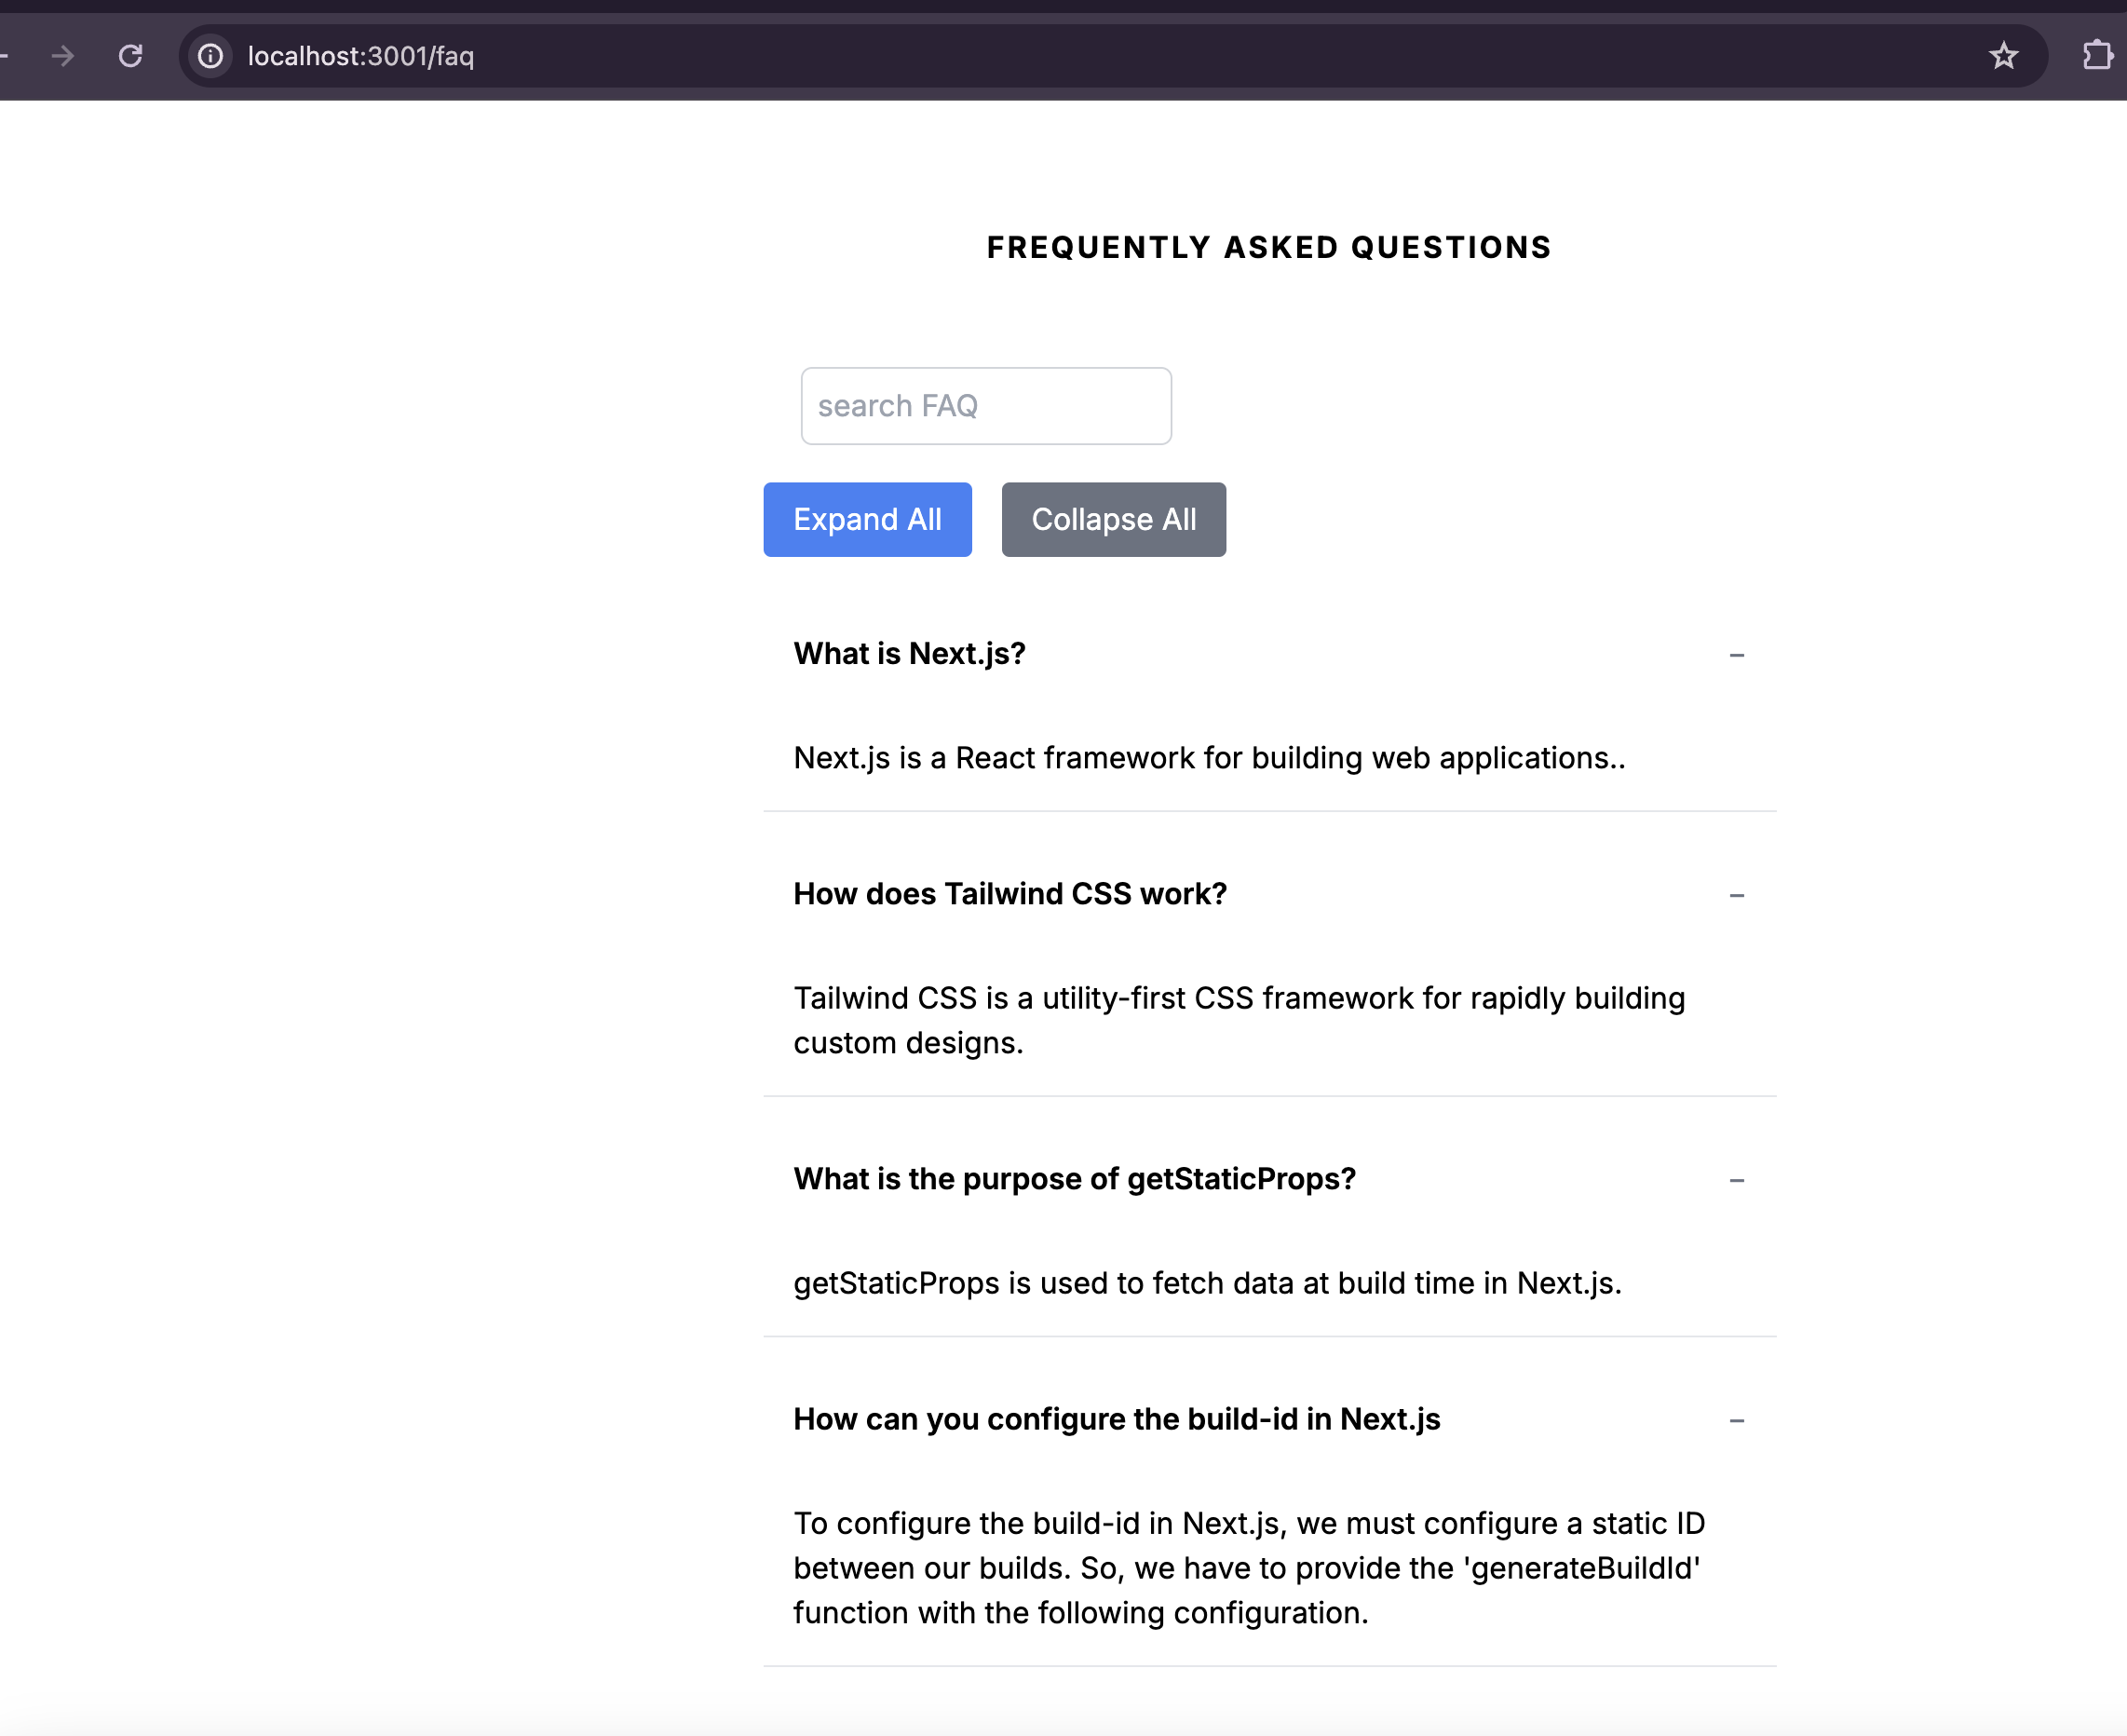 localhost:3001/faq
FREQUENTLY ASKED QUESTIONS
search FAQ
Expand All
Collapse All
What is Next.js?
Next.js is a React framework for building web applications..
How does Tailwind CSS work?
Tailwind CSS is a utility-first CSS framework for rapidly building
custom designs.
What is the purpose of getStaticProps?
getStaticProps is used to fetch data at build time in Next.js.
How can you configure the build-id in Next.js
To configure the build-id in Next.js, we must configure a static ID
between our builds. So, we have to provide the 'generateBuildId'
function with the following configuration.